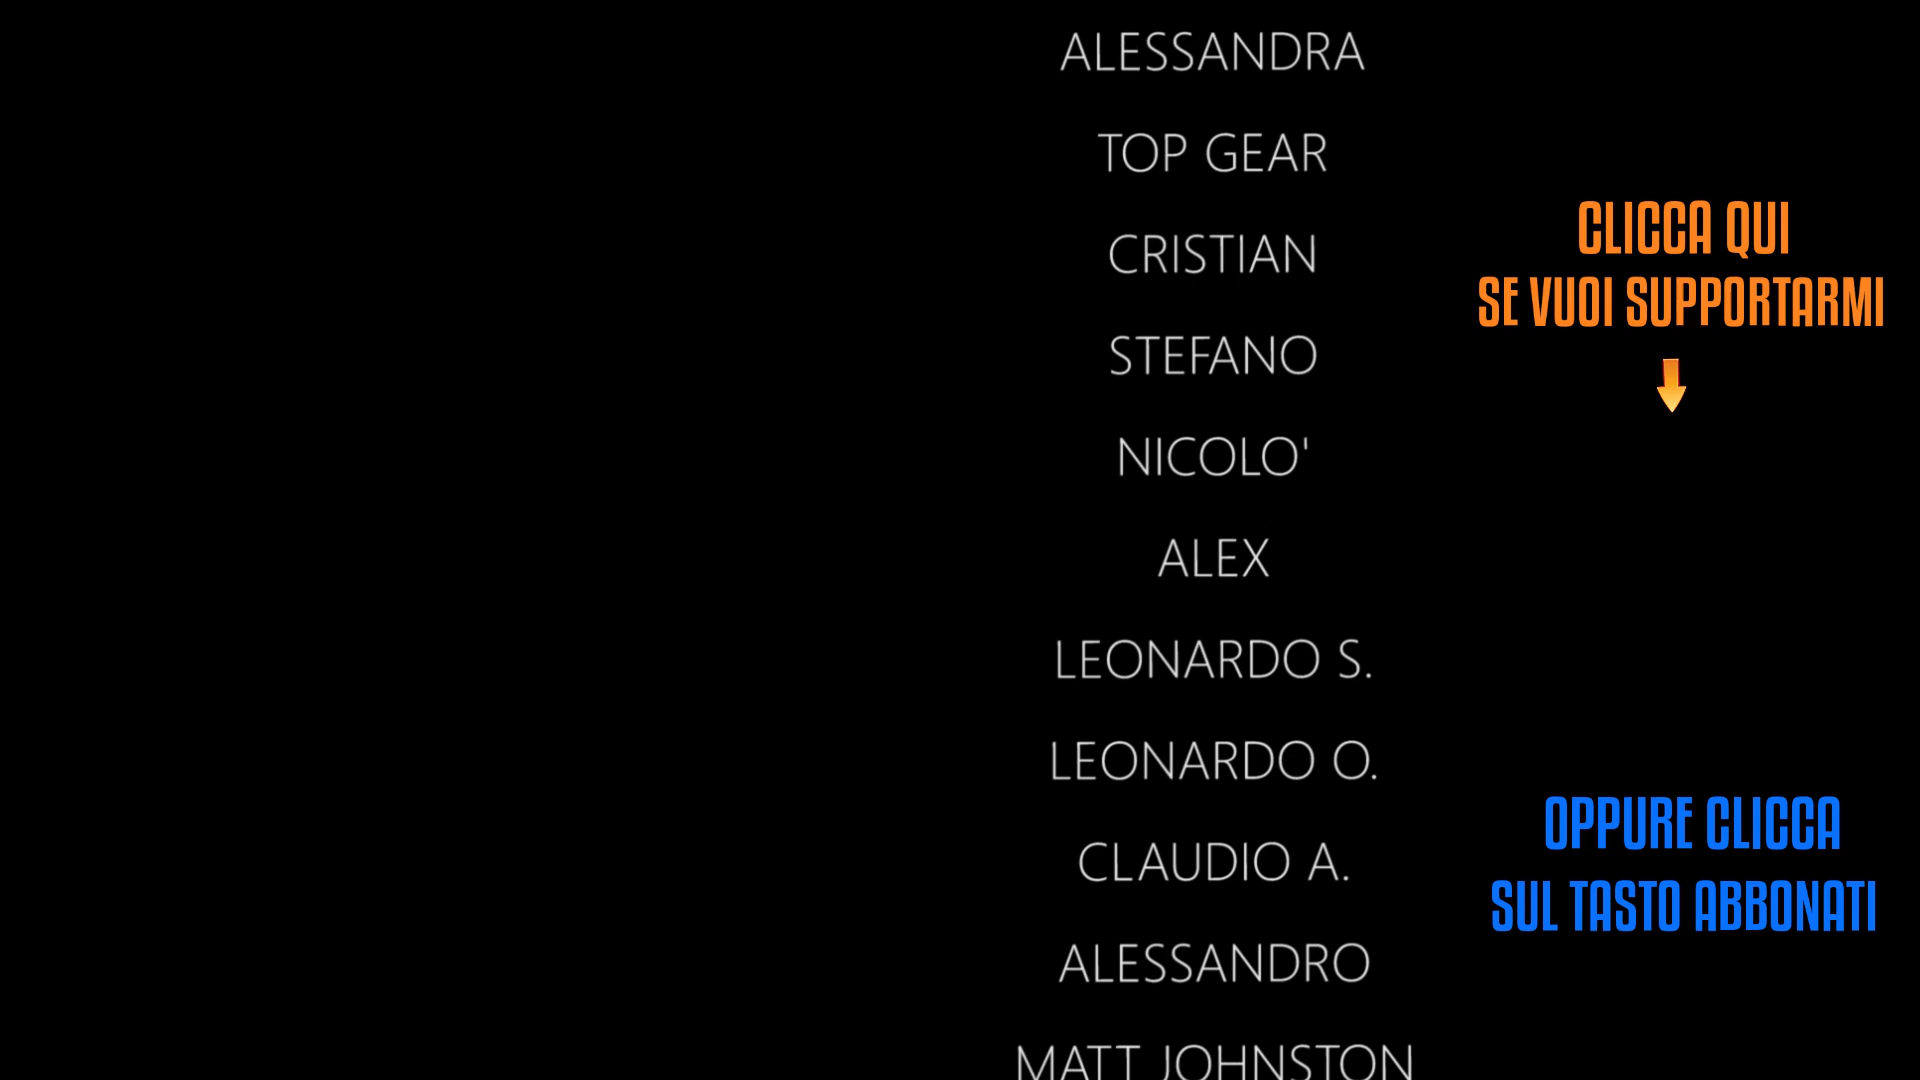 ALESSANDRA
TOP GEAR
CRISTIAN
STEFANO
NICOLO'
ALEX
LEONARDO S.
LEONARDO O.
CLAUDIO A.
ALESSANDRO
MATT JOHNSTON
CLICCA QUI
SE VUOI SUPPORTARMI
OPPURE CLICCA
SUL TASTO ABBONATI